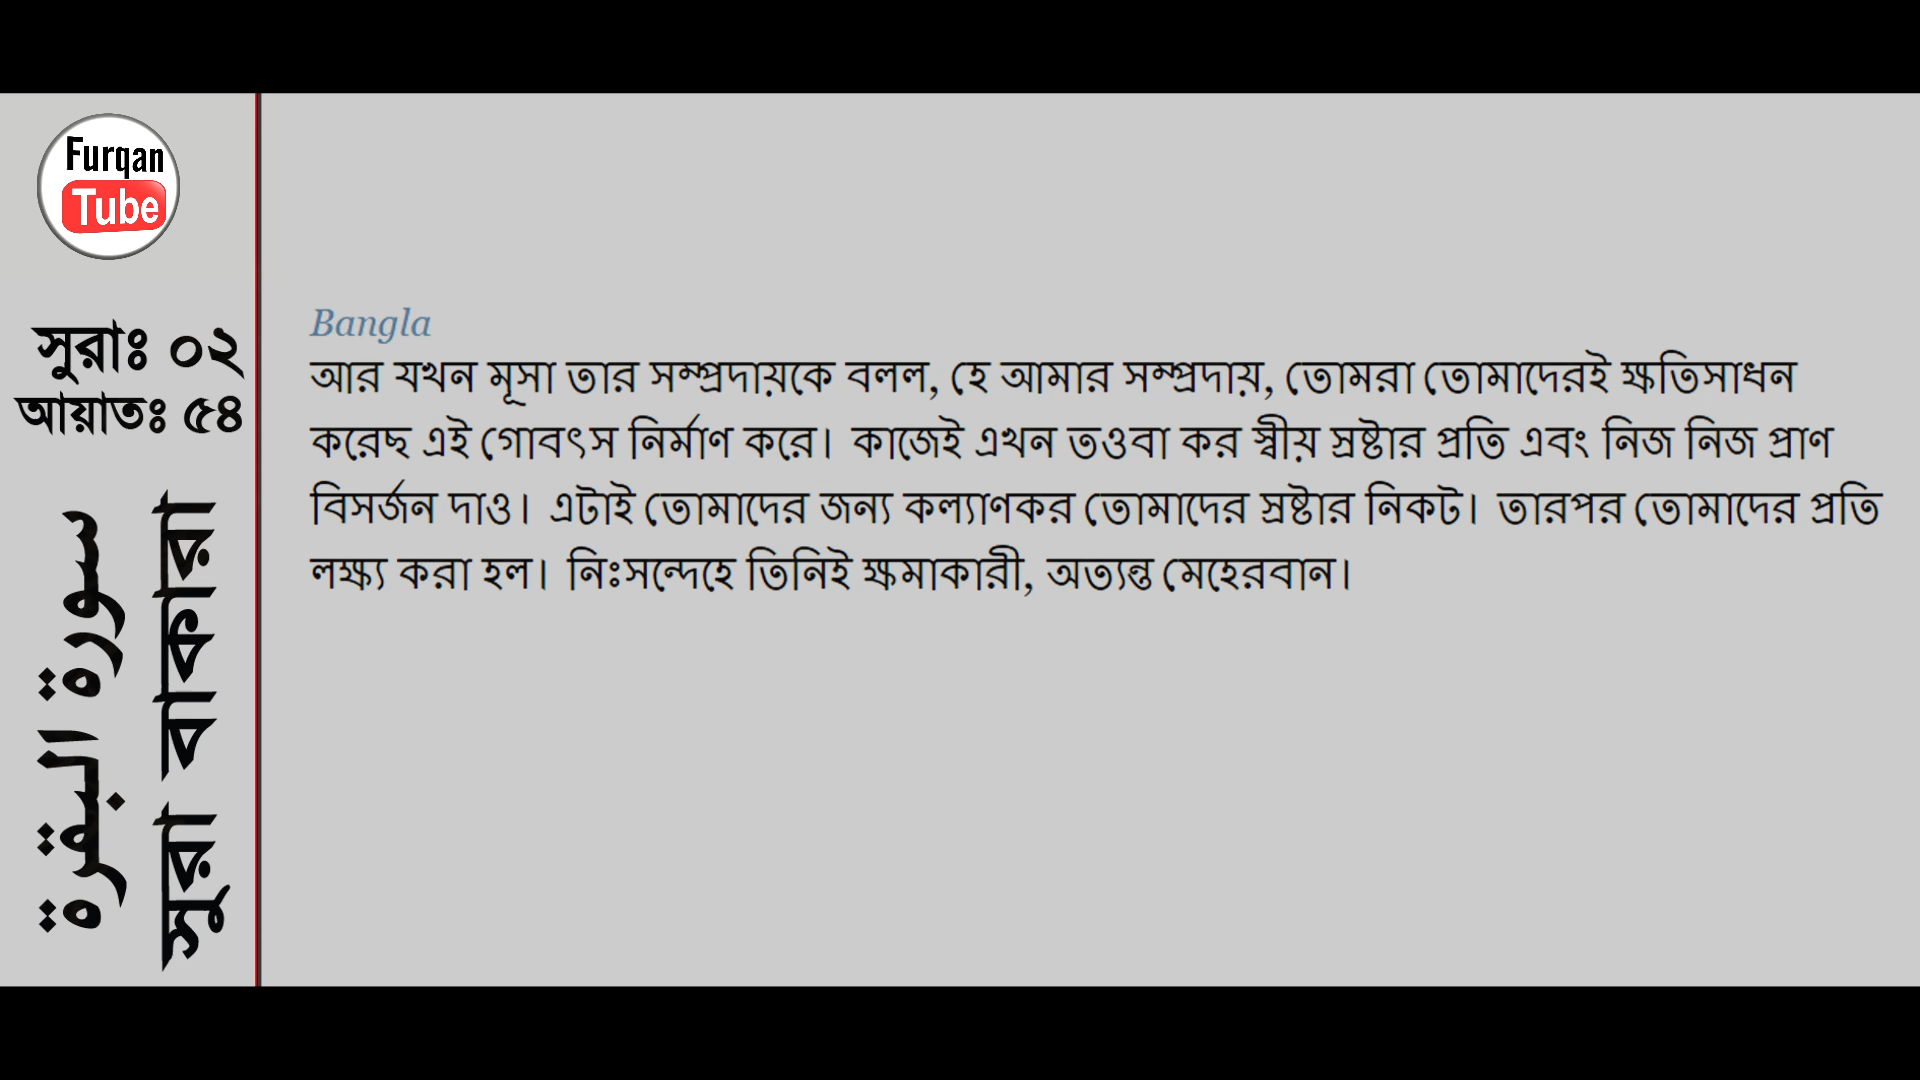 Furqan
Tube
সুরাঃ ০২
আয়াতঃ ৫৪
سورة البقرة
সুরা বাকারা
Bangla
আর যখন মূসা তার সম্প্রদায়কে বলল, হে আমার সম্প্রদায়, তোমরা তোমাদেরই ক্ষতিসাধন
করেছ এই গোবৎস নির্মাণ করে। কাজেই এখন তওবা কর স্বীয় স্রষ্টার প্রতি এবং নিজ নিজ প্রাণ
বিসর্জন দাও। এটাই তোমাদের জন্য কল্যাণকর তোমাদের স্রষ্টার নিকট। তারপর তোমাদের প্রতি
লক্ষ্য করা হল। নিঃসন্দেহে তিনিই ক্ষমাকারী, অত্যন্ত মেহেরবান।